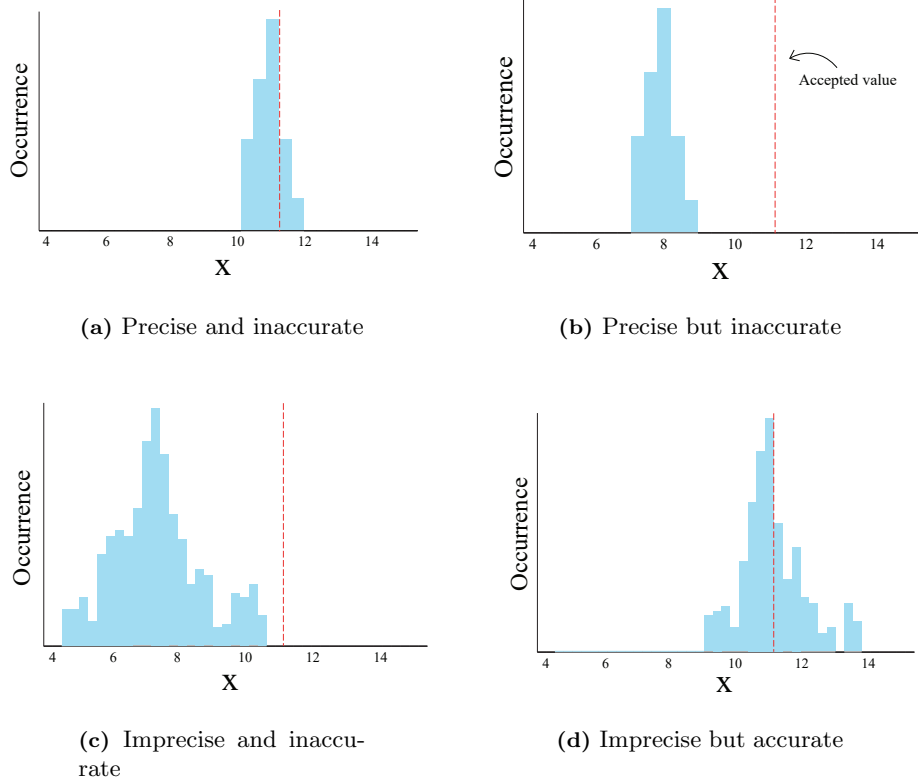 Occurrence
4 6 8 10 12 14
X
(a) Precise and inaccurate
Occurrence
Accepted value
4 6 8 10 12 14
X
(b) Precise but inaccurate
Occurrence
4 6 8 12 14
X
(c) Imprecise and inaccu-
rate
Occurrence
4 6 8 10 12 14
X
(d) Imprecise but accurate